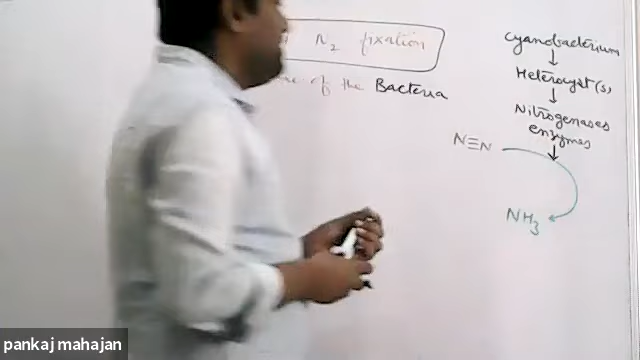 N₂ fixation
of the Bacteria
cyanobacterium
↓
Heterocyst(s)
↓
Nitrogenases
enzymes
↓
N≡N
NH₃
pankaj mahajan